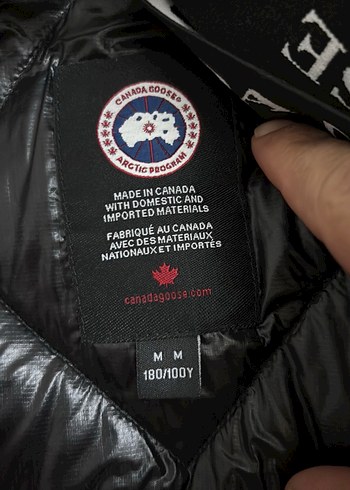 CANADA GOOSE
ARCTIC PROGRAM
MADE IN CANADA
WITH DOMESTIC AND
IMPORTED MATERIALS
FABRIQUÉ AU CANADA
AVEC DES MATERIAUX
NATIONAUX ET IMPORTÉS
canadagoose.com
M M
180/100Y